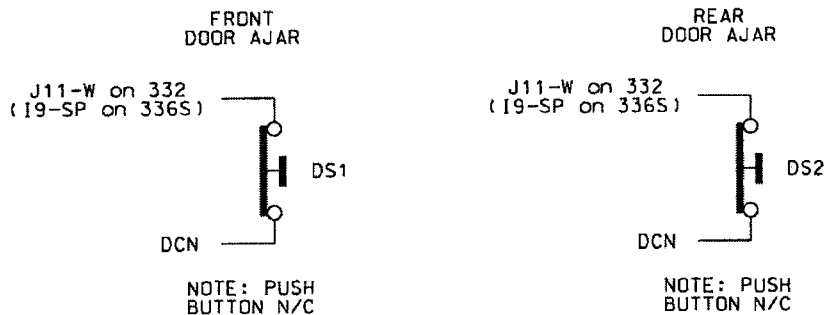 FRONT
DOOR AJAR
J11-W on 332
(I9-SP on 336S)
DS1
DCN
NOTE: PUSH
BUTTON N/C
REAR
DOOR AJAR
J11-W on 332
(I9-SP on 336S)
DS2
DCN
NOTE: PUSH
BUTTON N/C